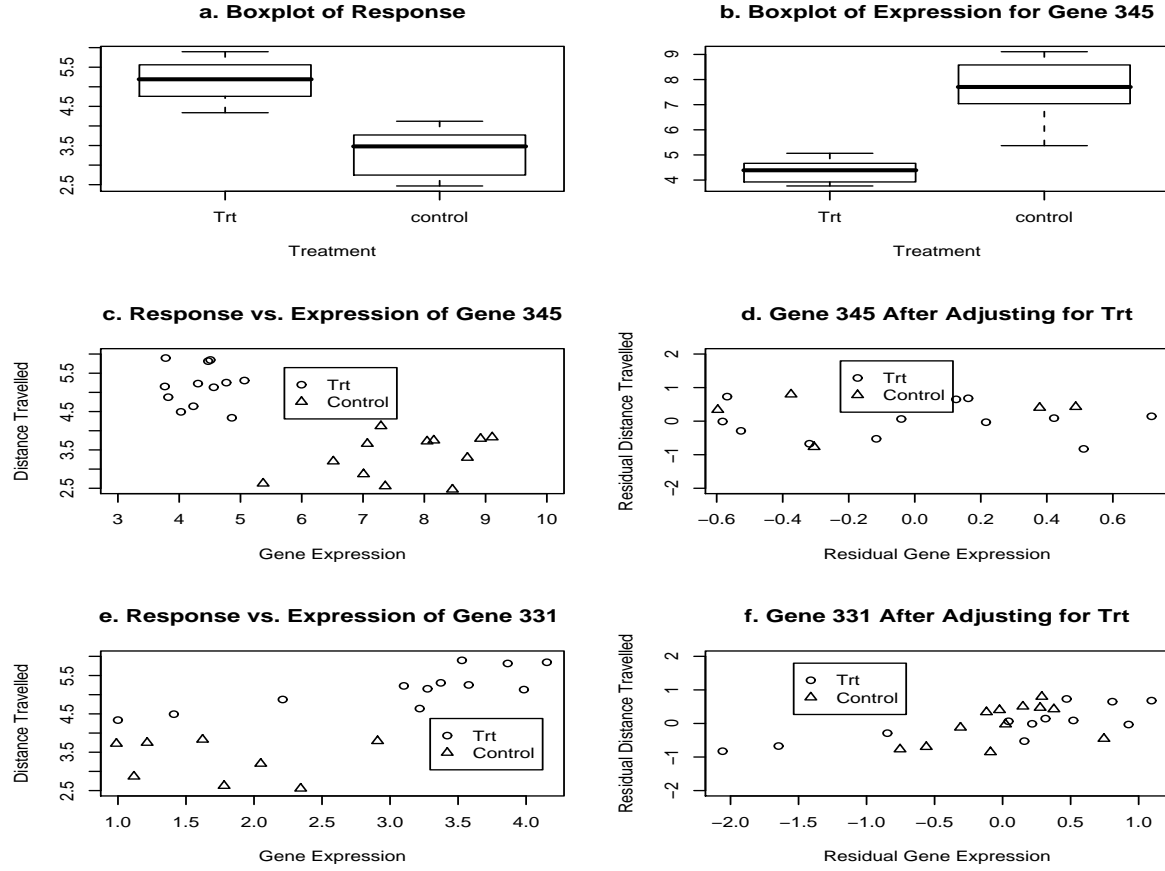 a. Boxplot of Response
2.5 3.5 4.5 5.5
Trt control
Treatment
b. Boxplot of Expression for Gene 345
4 5 6 7 8 9
Trt control
Treatment
c. Response vs. Expression of Gene 345
Distance Travelled
2.5 3.5 4.5 5.5
Trt
Control
3 4 5 6 7 8 9 10
Gene Expression
d. Gene 345 After Adjusting for Trt
Residual Distance Travelled
−2 −1 0 1 2
Trt
Control
−0.6 −0.4 −0.2 0.0 0.2 0.4 0.6
Residual Gene Expression
e. Response vs. Expression of Gene 331
Distance Travelled
2.5 3.5 4.5 5.5
Trt
Control
1.0 1.5 2.0 2.5 3.0 3.5 4.0
Gene Expression
f. Gene 331 After Adjusting for Trt
Residual Distance Travelled
−2 −1 0 1 2
Trt
Control
−2.0 −1.5 −1.0 −0.5 0.0 0.5 1.0
Residual Gene Expression